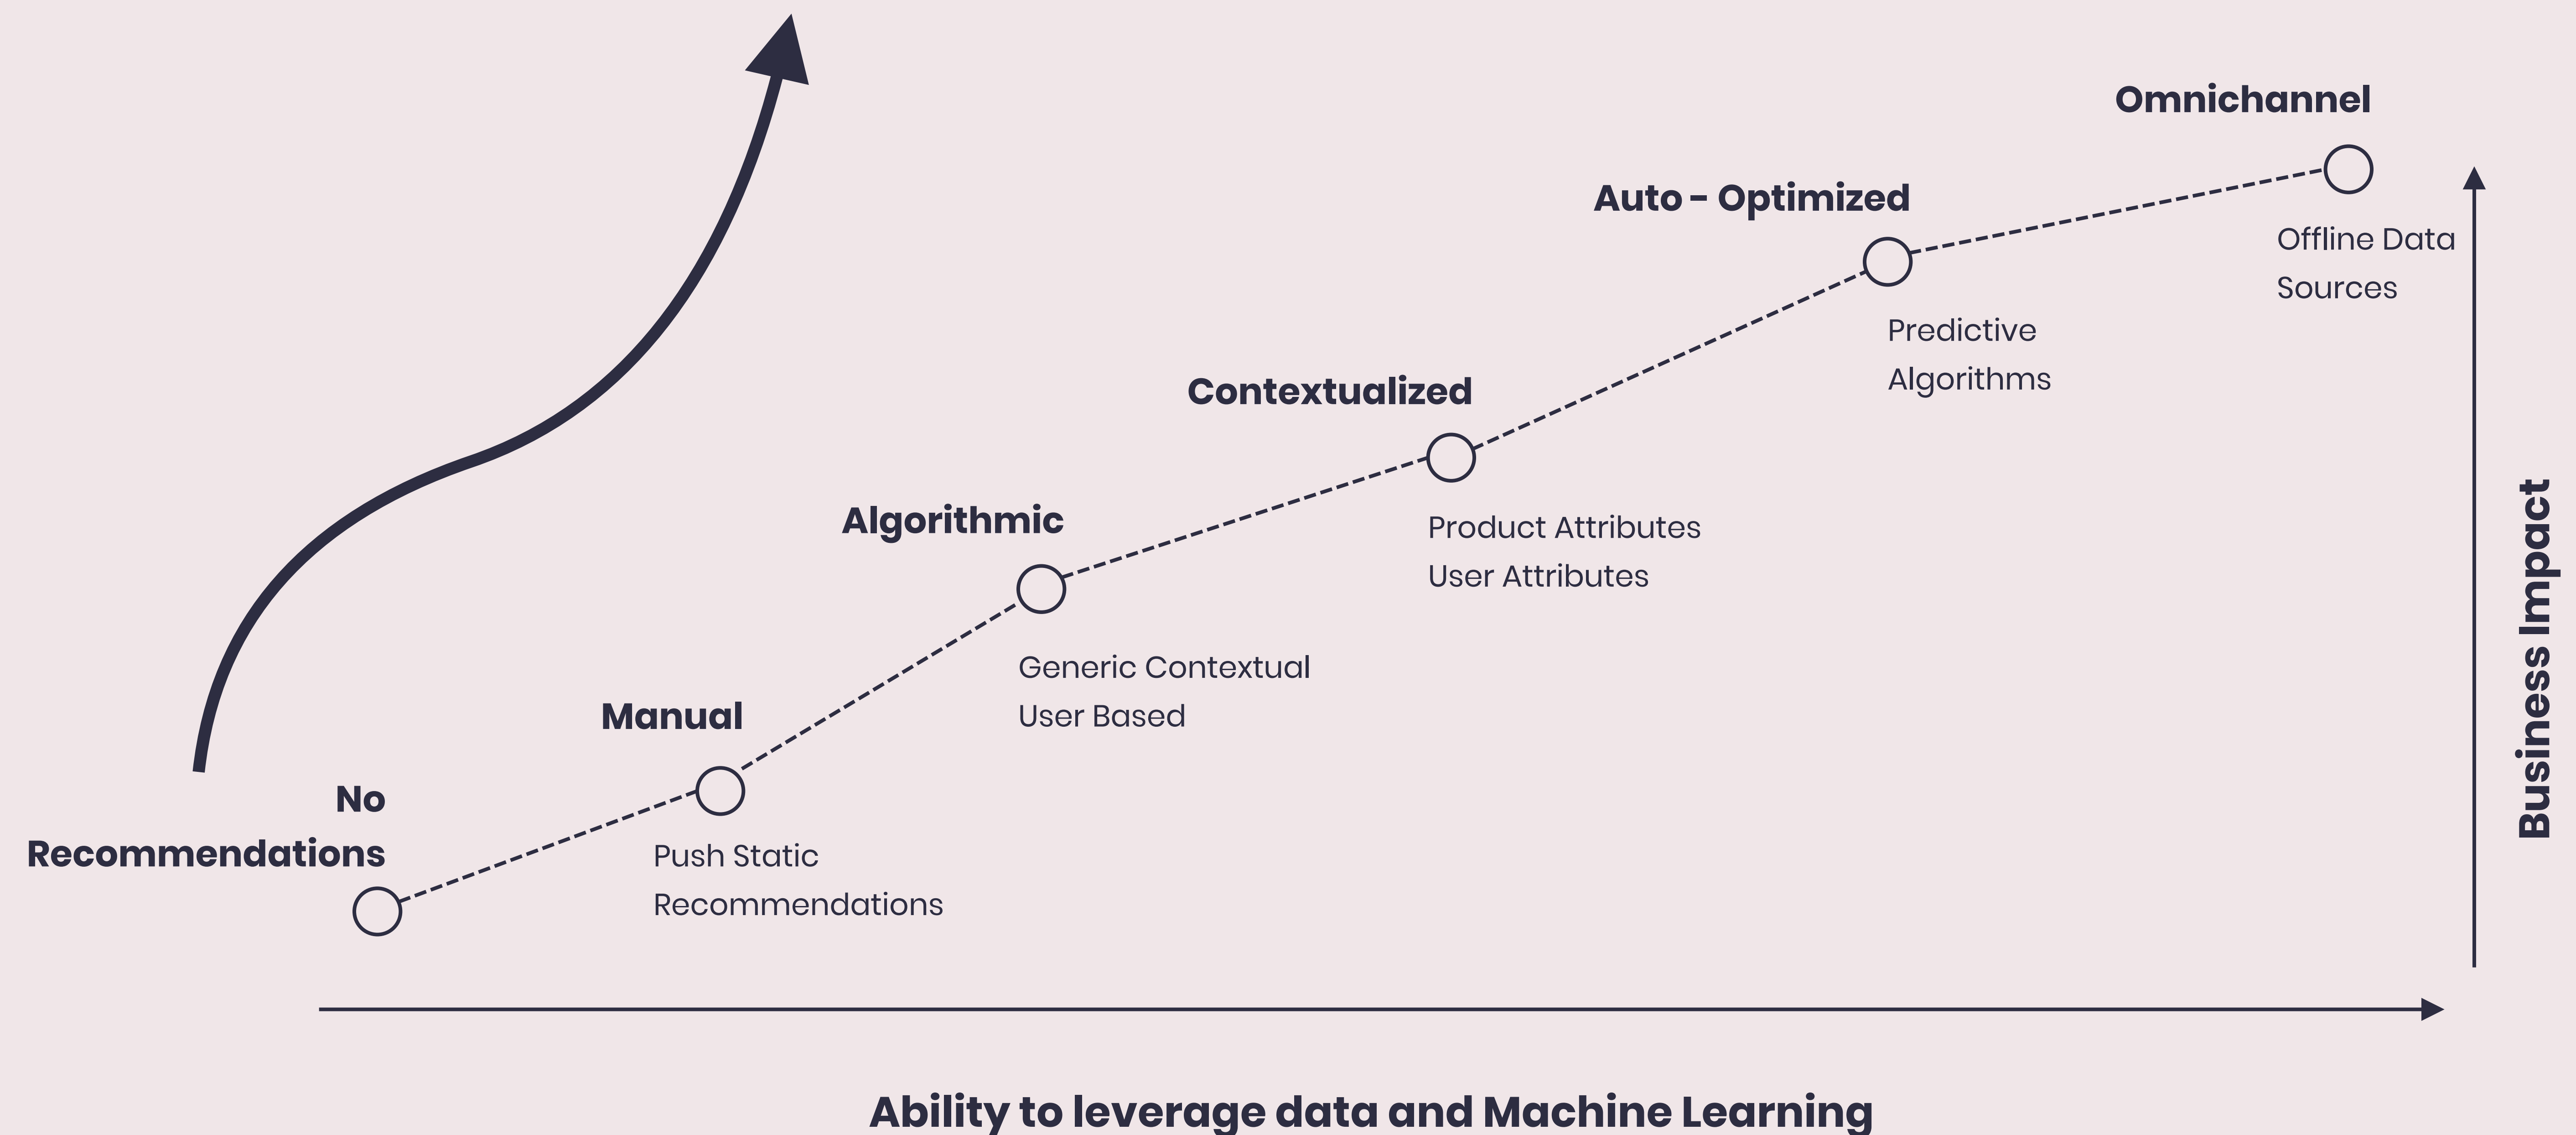 Omnichannel
Offline Data
Sources
Auto - Optimized
Predictive
Algorithms
Contextualized
Product Attributes
User Attributes
Algorithmic
Generic Contextual
User Based
Manual
Push Static
Recommendations
No
Recommendations
Business Impact
Ability to leverage data and Machine Learning